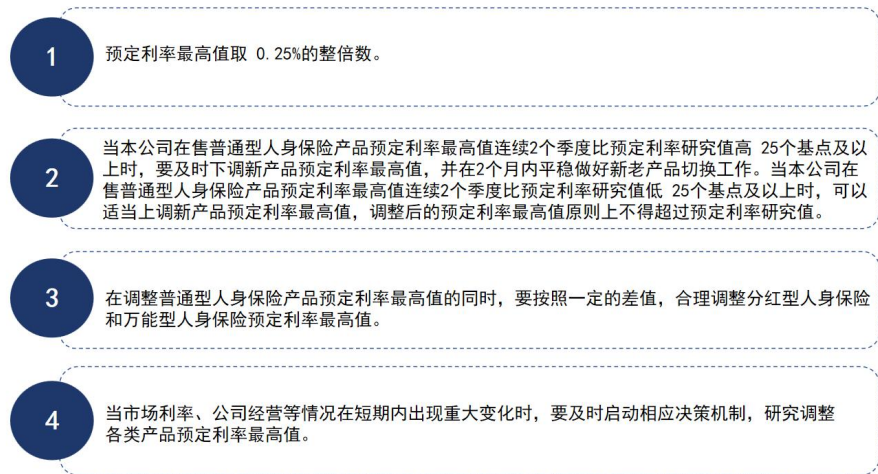 1
预定利率最高值取 0.25%的整倍数。
2
当本公司在售普通型人身保险产品预定利率最高值连续2个季度比预定利率研究值高 25个基点及以
上时，要及时下调新产品预定利率最高值，并在2个月内平稳做好新老产品切换工作。当本公司在
售普通型人身保险产品预定利率最高值连续2个季度比预定利率研究值低 25个基点及以上时，可以
适当上调新产品预定利率最高值，调整后的预定利率最高值原则上不得超过预定利率研究值。
3
在调整普通型人身保险产品预定利率最高值的同时，要按照一定的差值，合理调整分红型人身保险
和万能型人身保险预定利率最高值。
4
当市场利率、公司经营等情况在短期内出现重大变化时，要及时启动相应决策机制，研究调整
各类产品预定利率最高值。